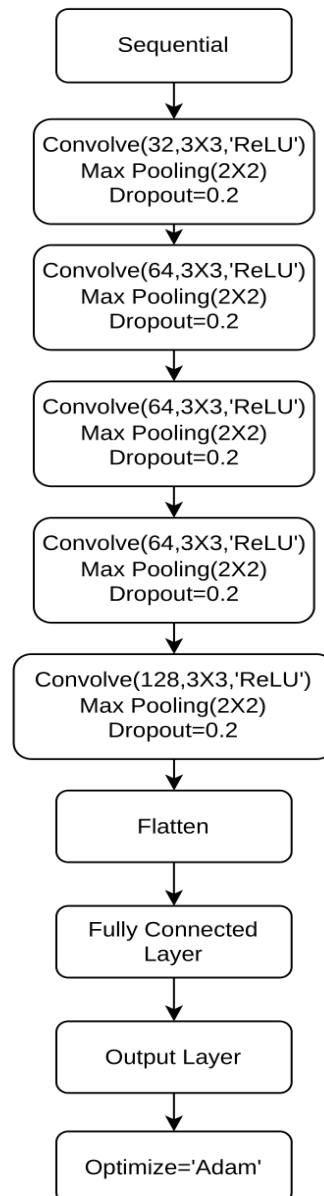 Sequential
Convolve(32,3X3,'ReLU')
Max Pooling(2X2)
Dropout=0.2
Convolve(64,3X3,'ReLU')
Max Pooling(2X2)
Dropout=0.2
Convolve(64,3X3,'ReLU')
Max Pooling(2X2)
Dropout=0.2
Convolve(64,3X3,'ReLU')
Max Pooling(2X2)
Dropout=0.2
Convolve(128,3X3,'ReLU')
Max Pooling(2X2)
Dropout=0.2
Flatten
Fully Connected
Layer
Output Layer
Optimize='Adam'